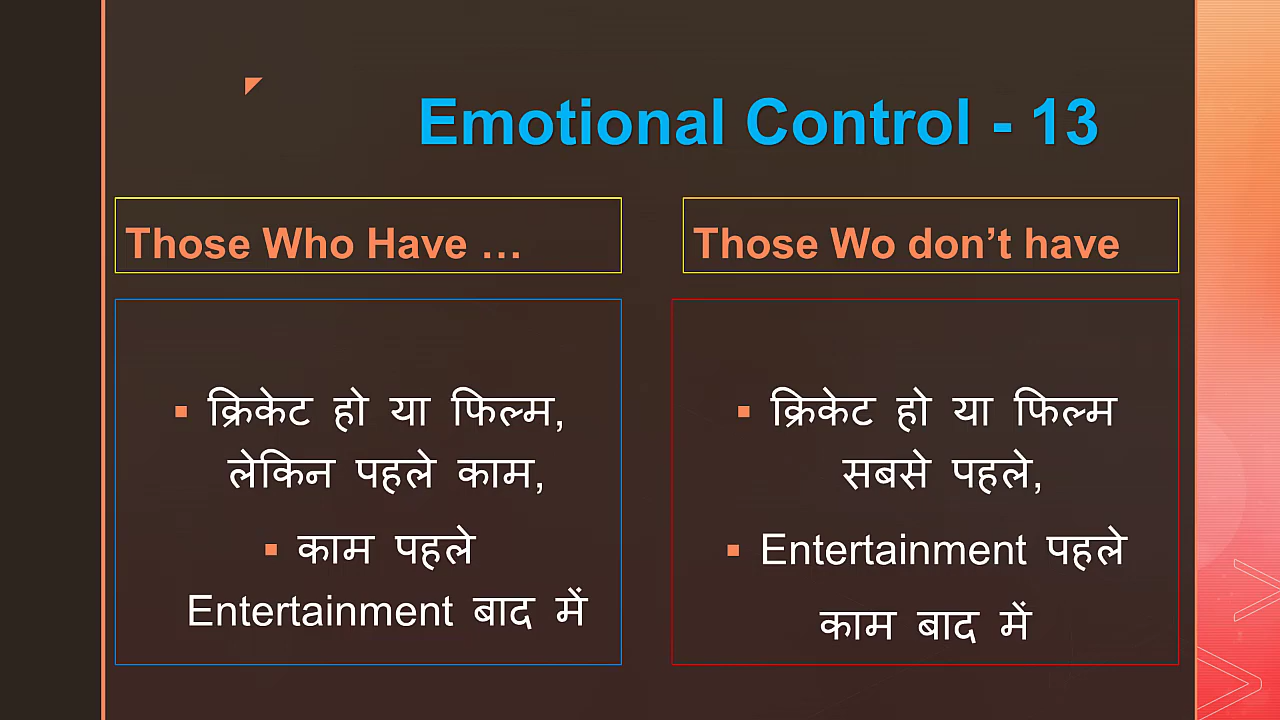 Emotional Control - 13
Those Who Have …
क्रिकेट हो या फिल्म,
लेकिन पहले काम,
काम पहले
Entertainment बाद में
Those Wo don’t have
क्रिकेट हो या फिल्म
सबसे पहले,
Entertainment पहले
काम बाद में